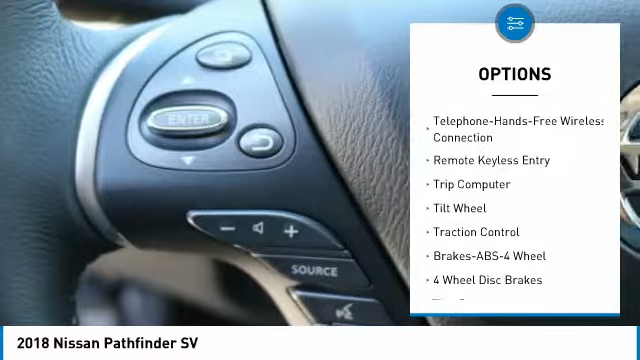 ENTER
SOURCE
OPTIONS
Telephone-Hands-Free Wireless
Connection
Remote Keyless Entry
Trip Computer
Tilt Wheel
Traction Control
Brakes-ABS-4 Wheel
4 Wheel Disc Brakes
2018 Nissan Pathfinder SV